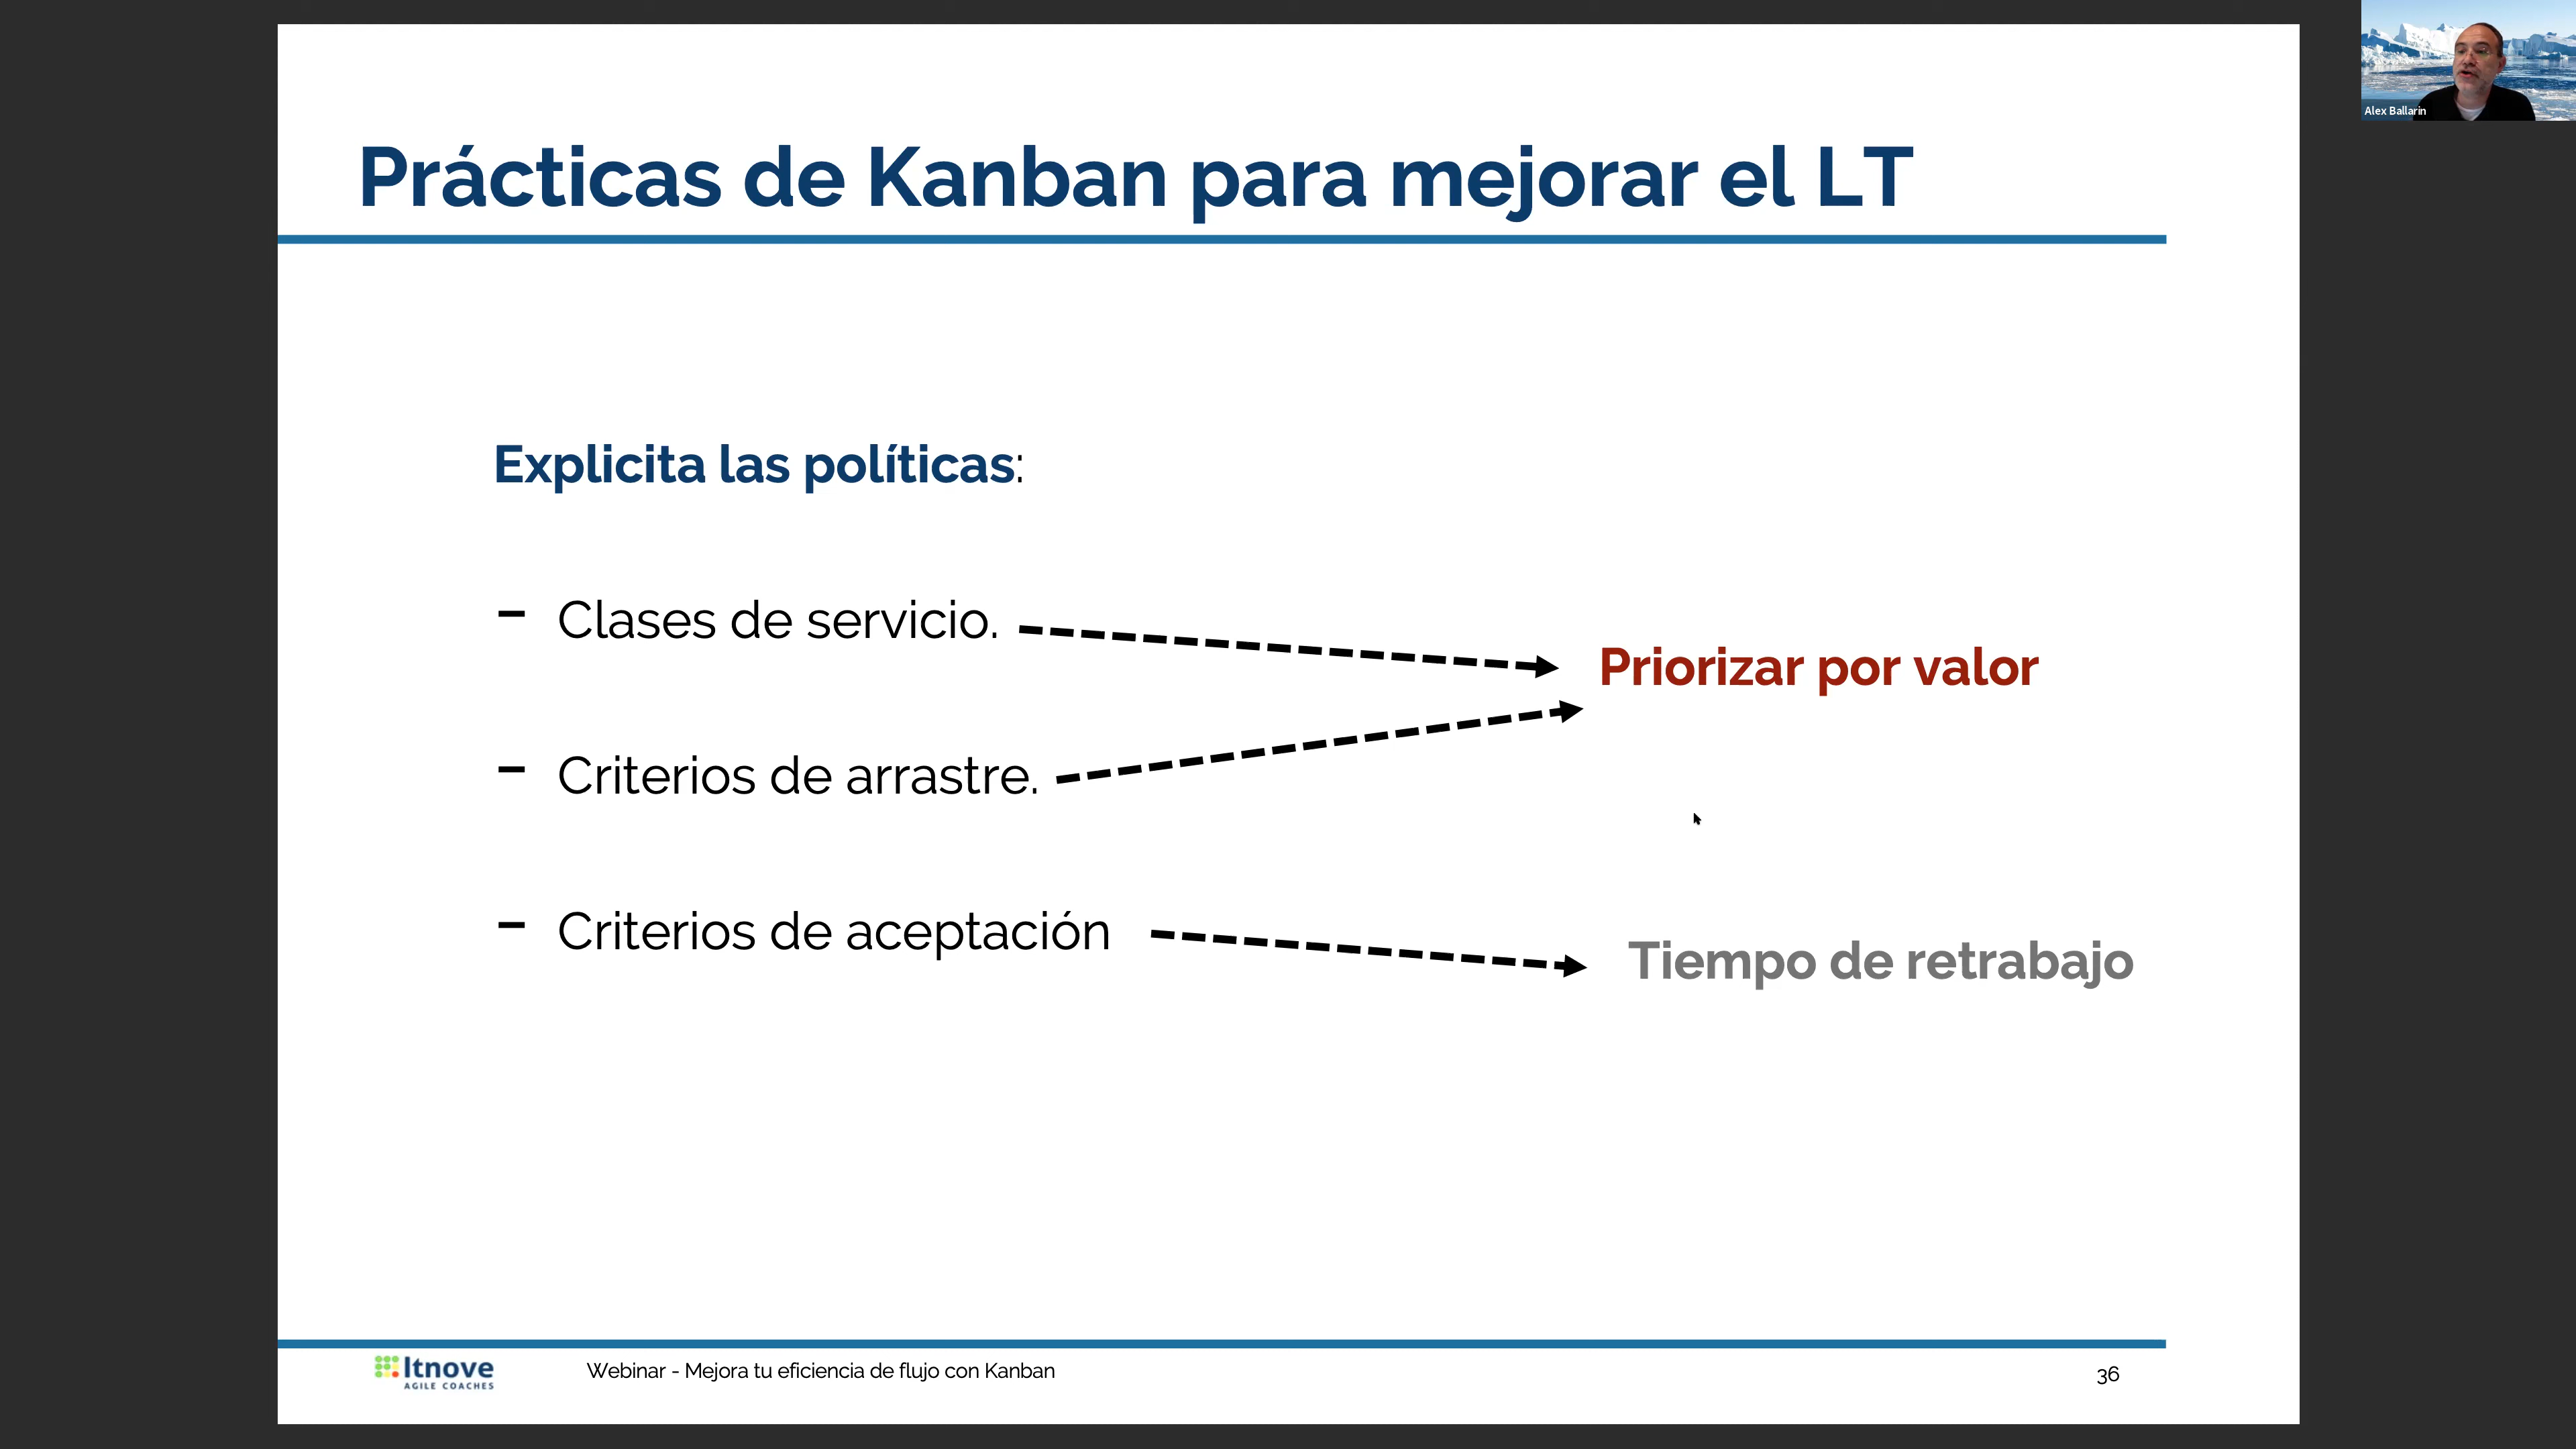 Alex Ballarín
Prácticas de Kanban para mejorar el LT
Explicita las políticas:
- Clases de servicio.
Priorizar por valor
- Criterios de arrastre.
- Criterios de aceptación
Tiempo de retrabajo
Itnove
AGILE COACHES
Webinar - Mejora tu eficiencia de flujo con Kanban
36